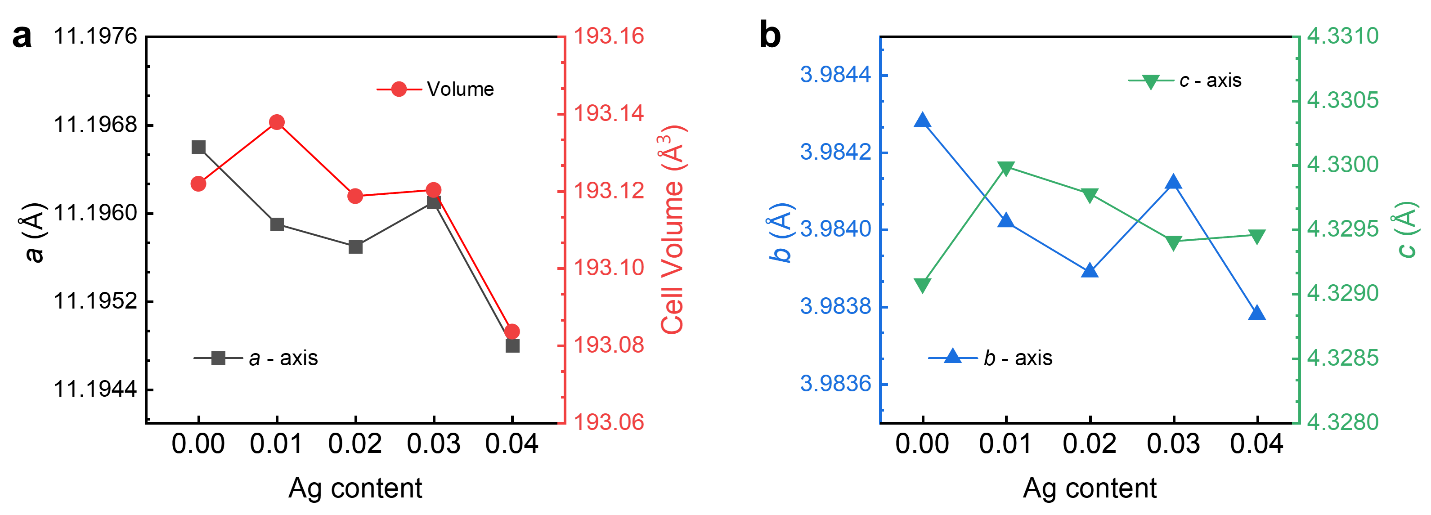 a
11.1976
11.1968
11.1960
11.1952
11.1944
a (Å)
Volume
a - axis
193.16
193.14
193.12
193.10
193.08
193.06
Cell Volume (Å³)
0.00 0.01 0.02 0.03 0.04
Ag content
b
3.9844
3.9842
3.9840
3.9838
3.9836
b (Å)
c - axis
b - axis
4.3310
4.3305
4.3300
4.3295
4.3290
4.3285
4.3280
c (Å)
0.00 0.01 0.02 0.03 0.04
Ag content